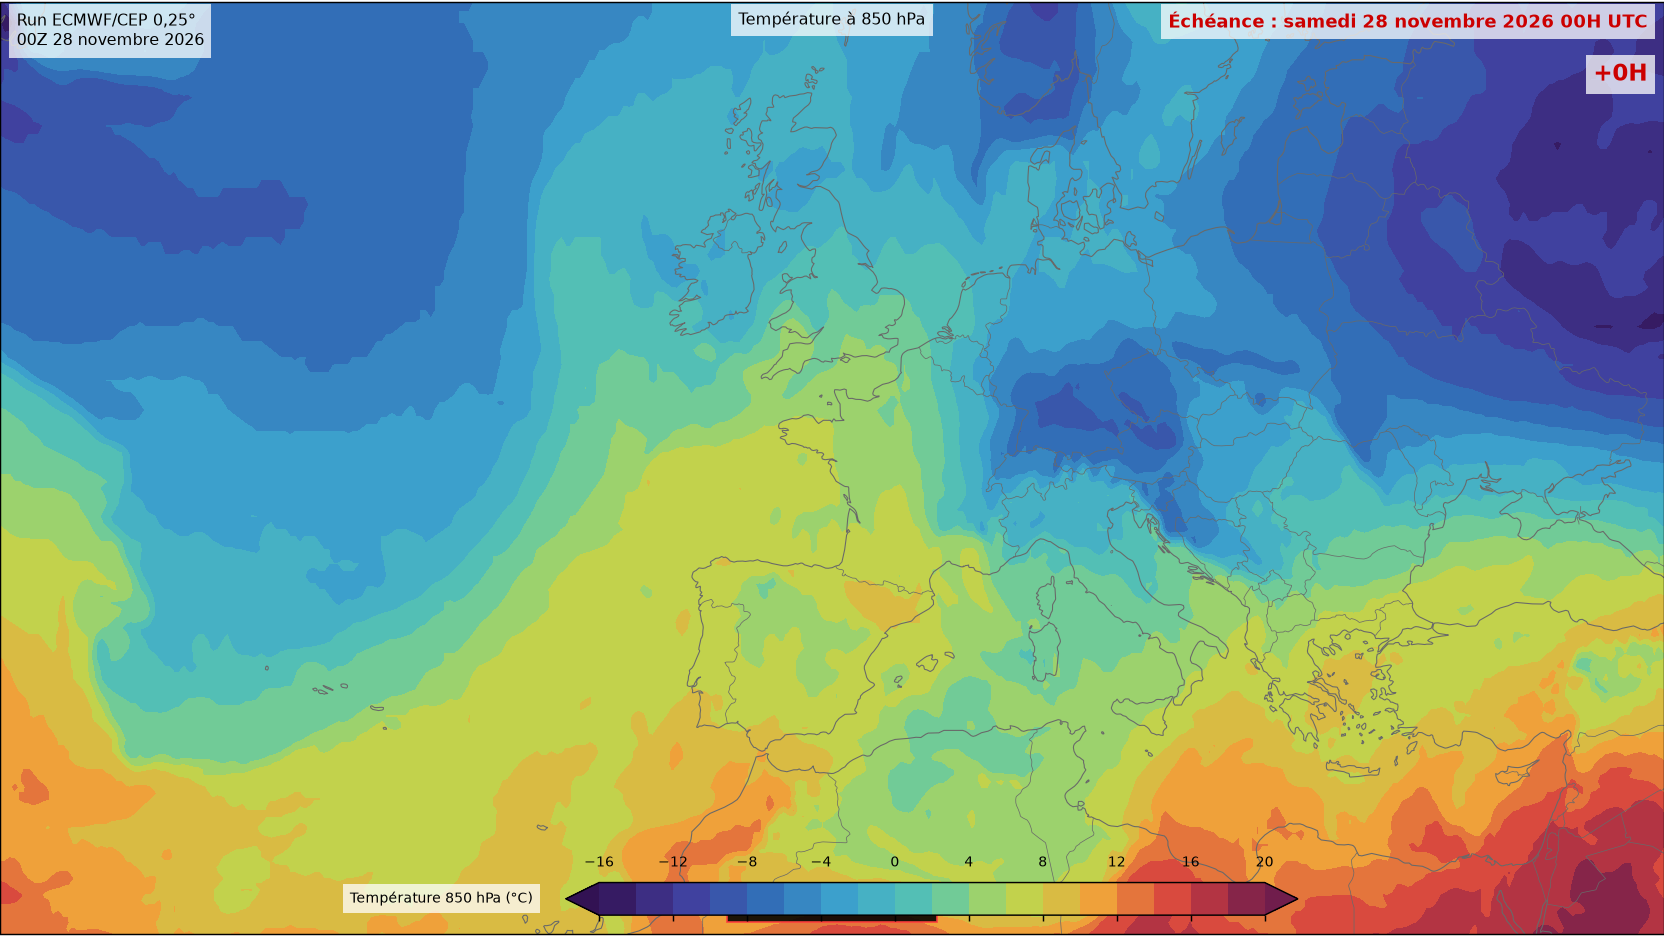 Run ECMWF/CEP 0,25°
00Z 28 novembre 2026
Température à 850 hPa
Échéance : samedi 28 novembre 2026 00H UTC
+0H
−16 −12 −8 −4 0 4 8 12 16 20
Température 850 hPa (°C)